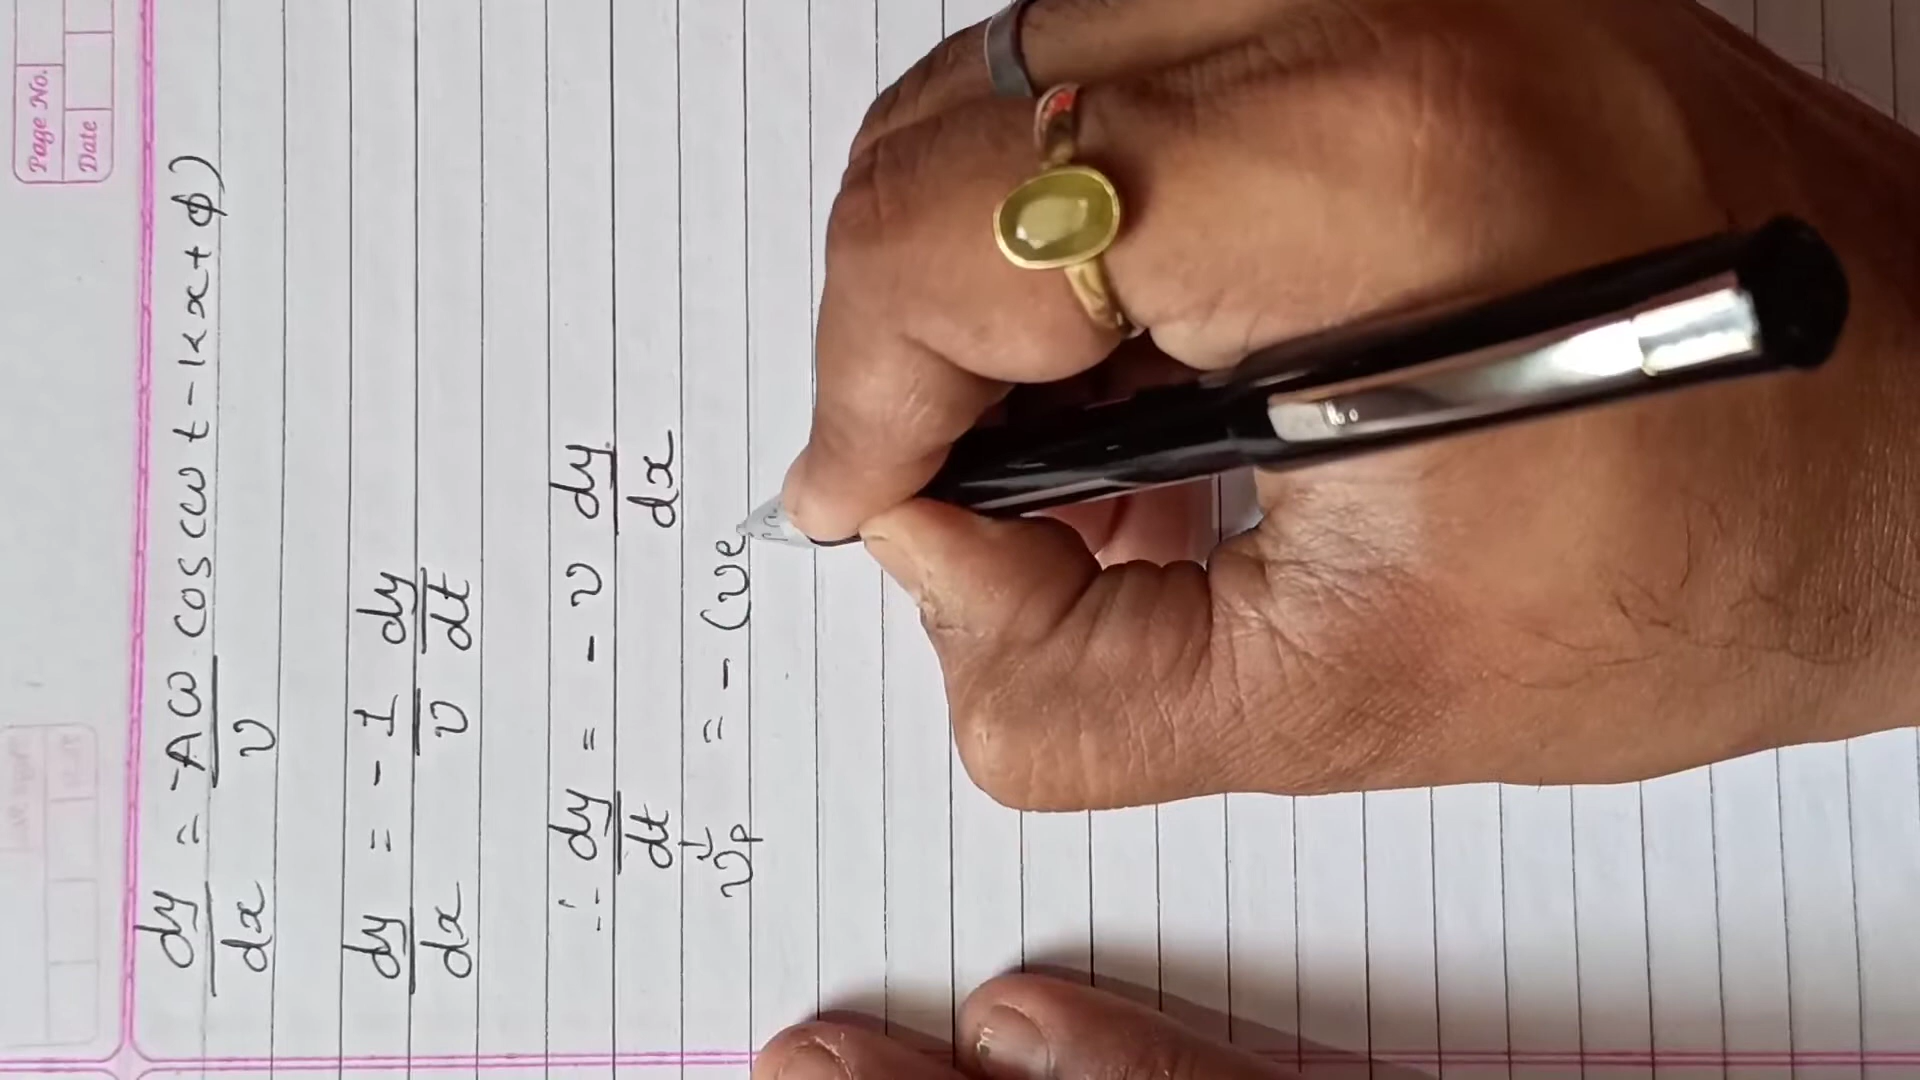 Page No.
Date
dy/dx = -Aω/v cos(ωt - kx + φ)
dy/dx = -1/v dy/dt
∴ dy/dt = -v dy/dx
↓
vp = -(ve